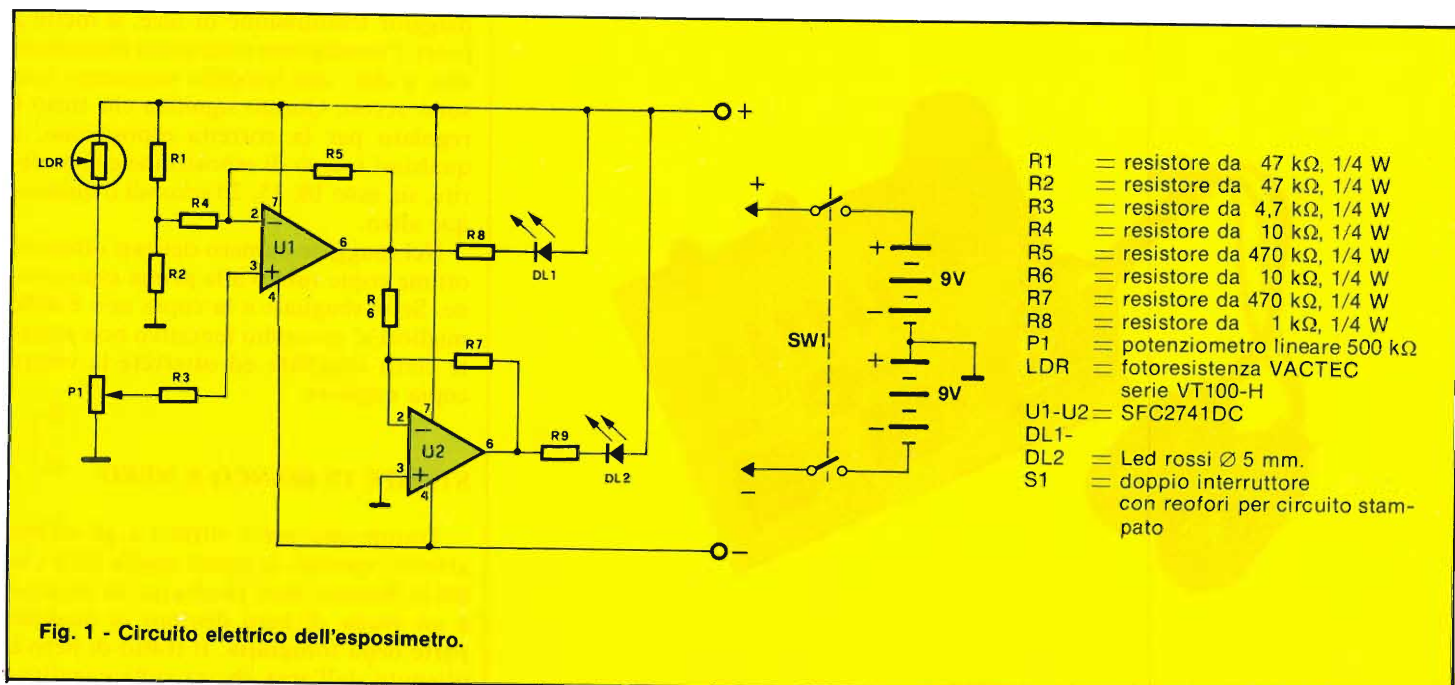 LDR
R1
R5
R4
2
7
U1
6
3
4
R2
R8
DL1
R
6
P1
R3
R7
2
7
U2
6
3
4
R9
DL2
+
−
+
−
SW1
+
−
9V
+
−
9V
R1 = resistore da 47 kΩ, 1/4 W
R2 = resistore da 47 kΩ, 1/4 W
R3 = resistore da 4,7 kΩ, 1/4 W
R4 = resistore da 10 kΩ, 1/4 W
R5 = resistore da 470 kΩ, 1/4 W
R6 = resistore da 10 kΩ, 1/4 W
R7 = resistore da 470 kΩ, 1/4 W
R8 = resistore da 1 kΩ, 1/4 W
P1 = potenziometro lineare 500 kΩ
LDR = fotoresistenza VACTEC
serie VT100-H
U1-U2 = SFC2741DC
DL1-
DL2 = Led rossi Ø 5 mm.
S1 = doppio interruttore
con reofori per circuito stam-
pato
Fig. 1 - Circuito elettrico dell'esposimetro.